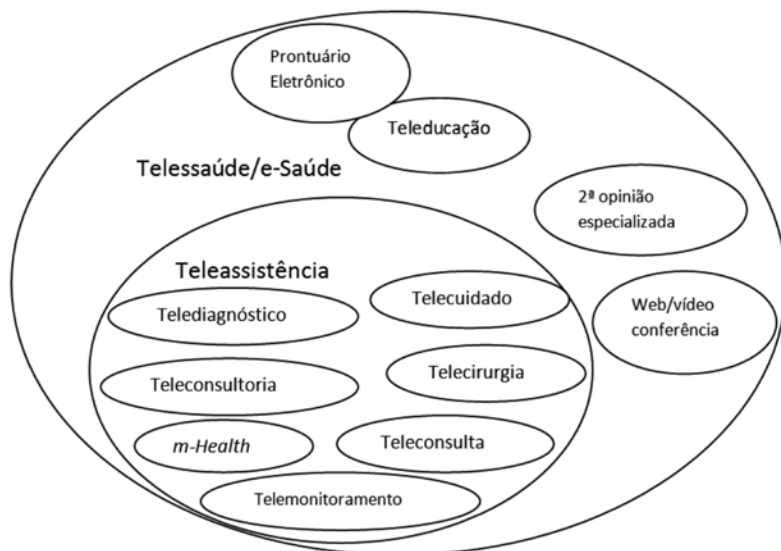 Prontuário
Eletrônico
Teleducação
Telessaúde/e-Saúde
2ª opinião
especializada
Teleassistência
Telecuidado
Telediagnóstico
Web/vídeo
conferência
Teleconsultoria
Telecirurgia
m-Health
Teleconsulta
Telemonitoramento